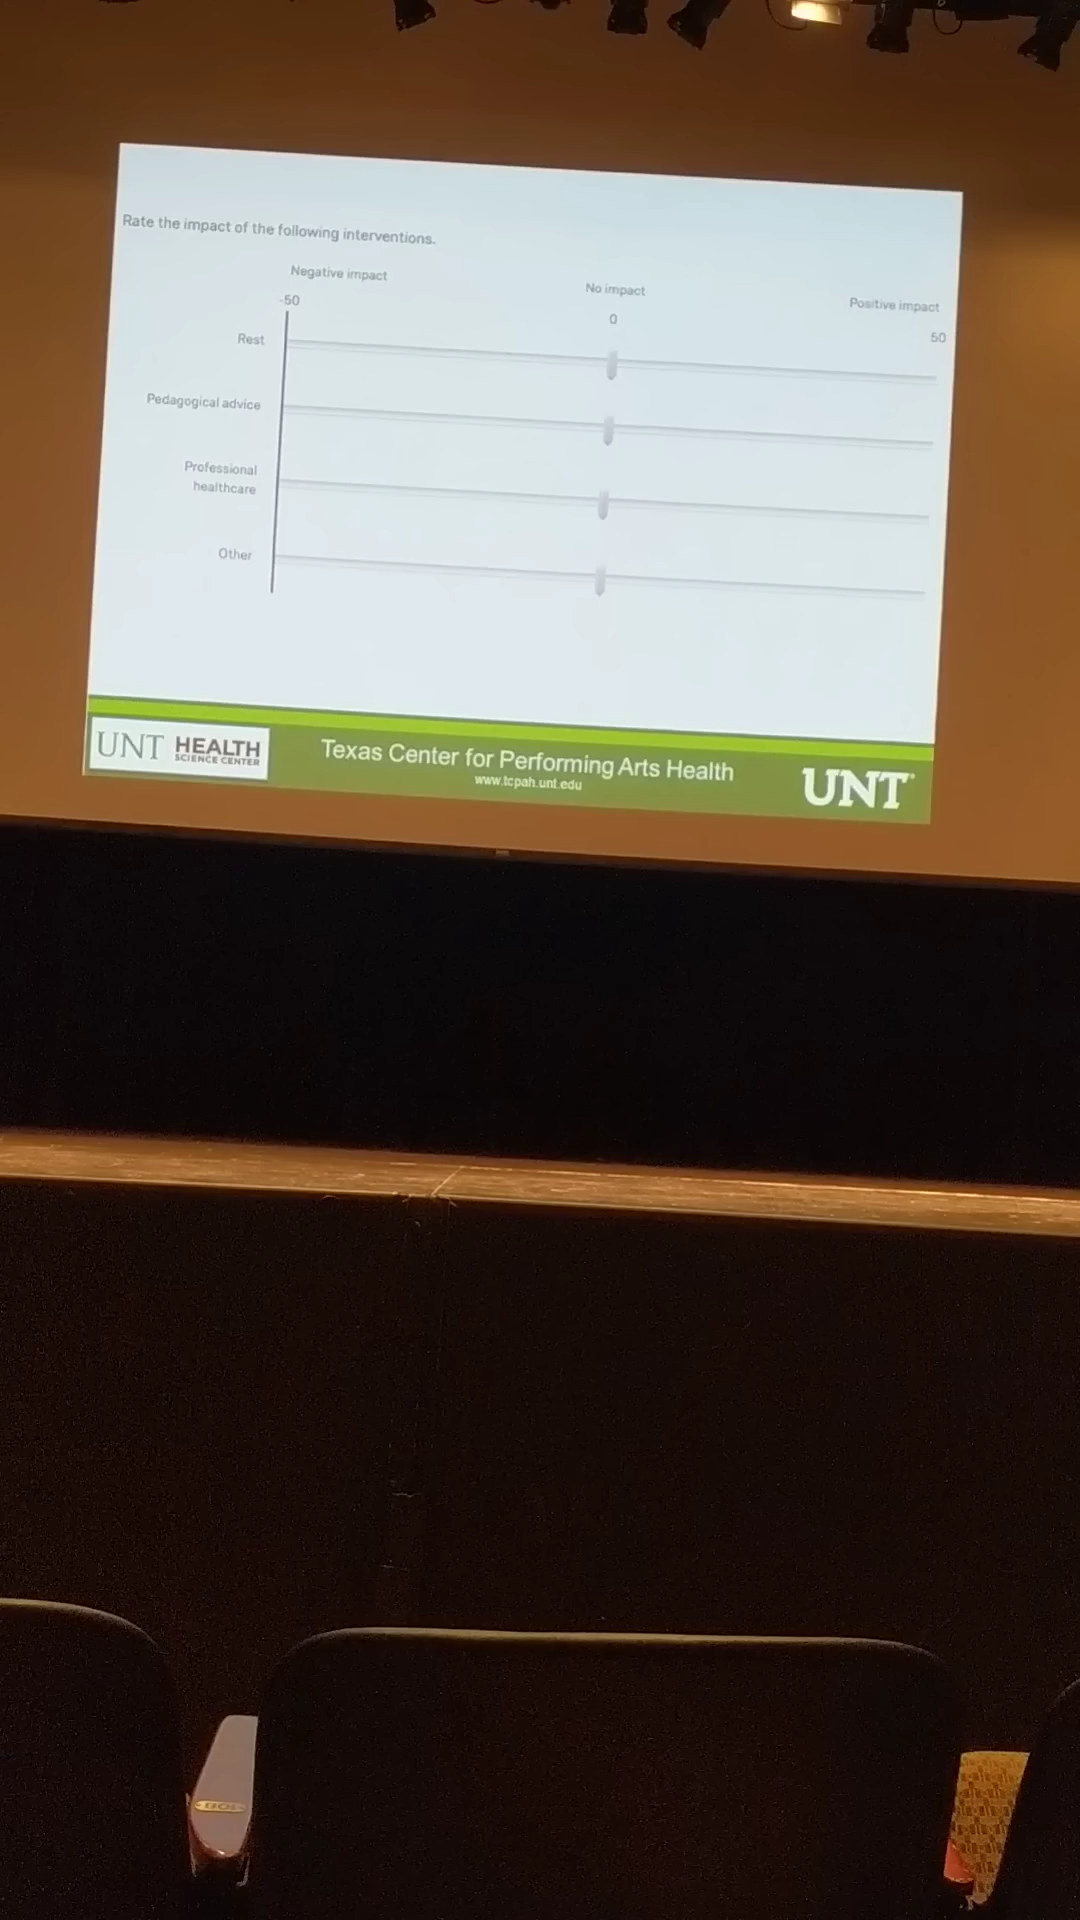 Rate the impact of the following interventions.
Negative impact
No impact
Positive impact
-50
0
50
Rest
Pedagogical advice
Professional
healthcare
Other
UNT HEALTH
SCIENCE CENTER
Texas Center for Performing Arts Health
www.tcpah.unt.edu
UNT